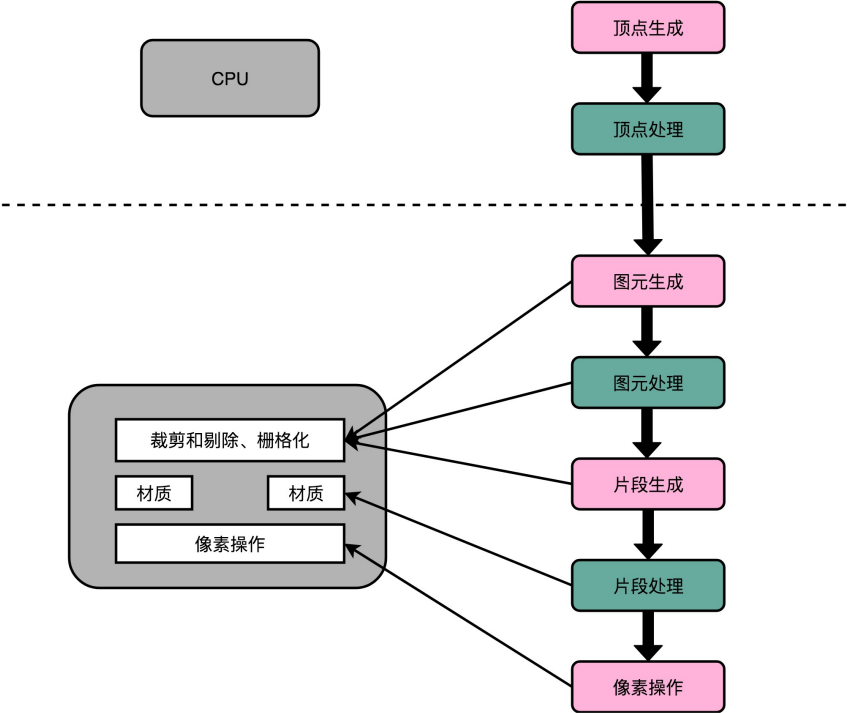 顶点生成
CPU
顶点处理
图元生成
图元处理
裁剪和剔除、栅格化
片段生成
材质
材质
像素操作
片段处理
像素操作